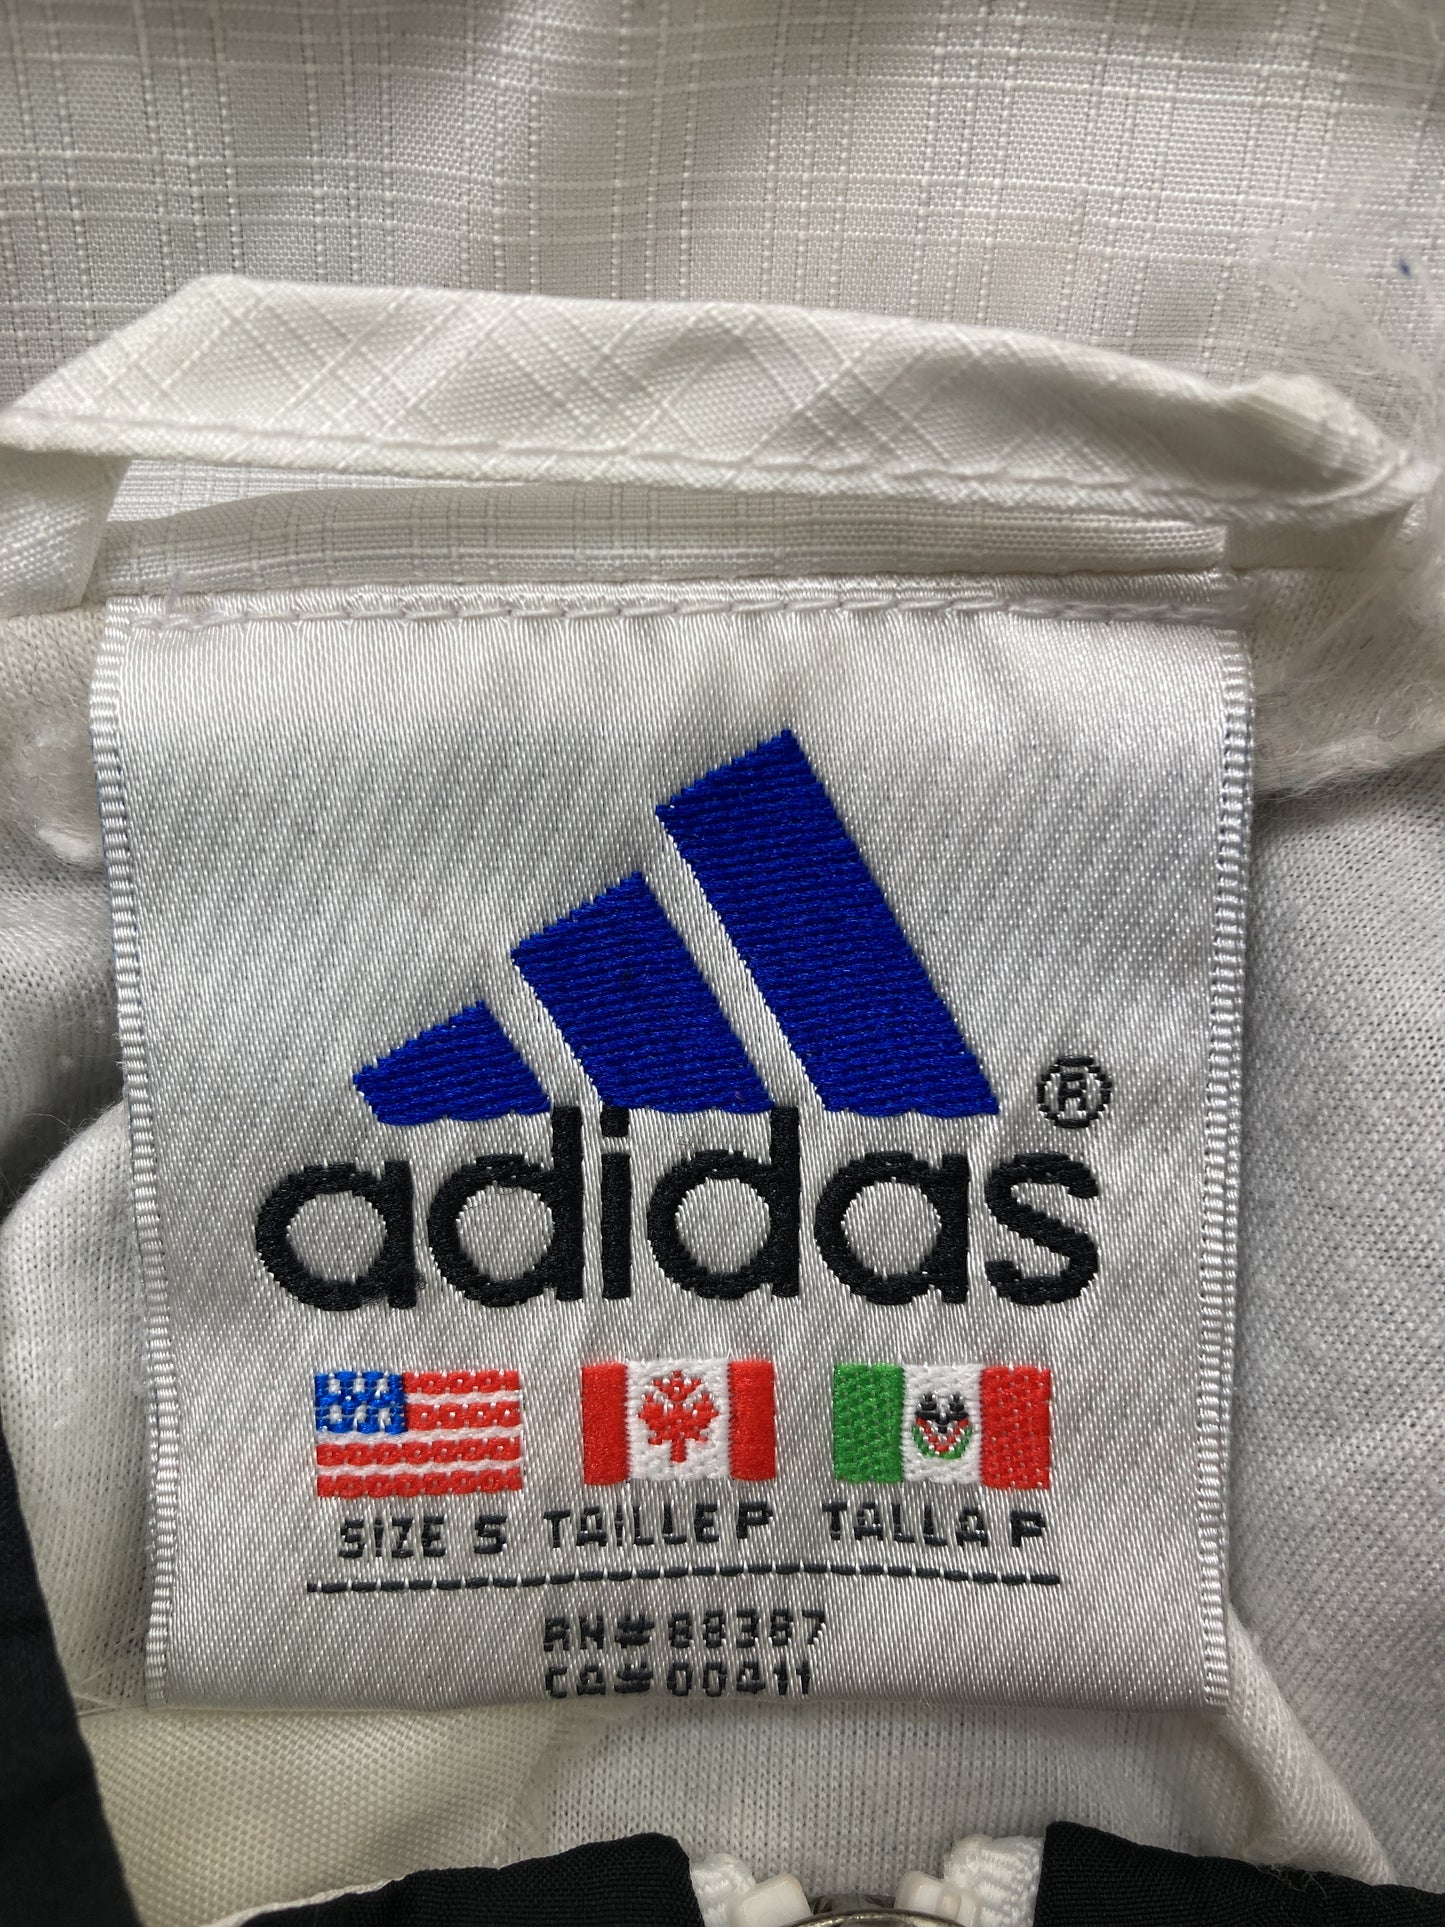 ®
adidas
SIZE S TAILLE P TALLA P
RN# 88387
CA# 00411